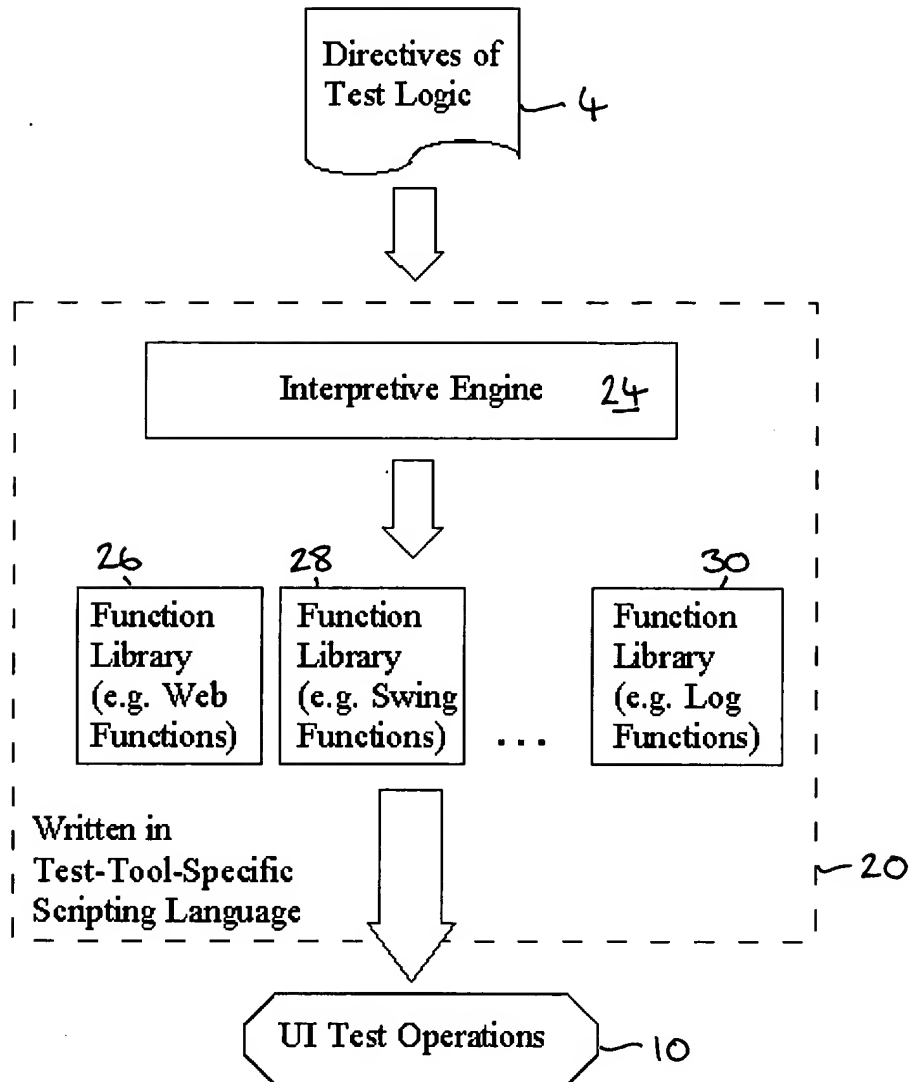 Directives of
Test Logic
4
Interpretive Engine 24
26
28
30
Function
Library
(e.g. Web
Functions)
Function
Library
(e.g. Swing
Functions)
...
Function
Library
(e.g. Log
Functions)
Written in
Test-Tool-Specific
Scripting Language
20
UI Test Operations
10